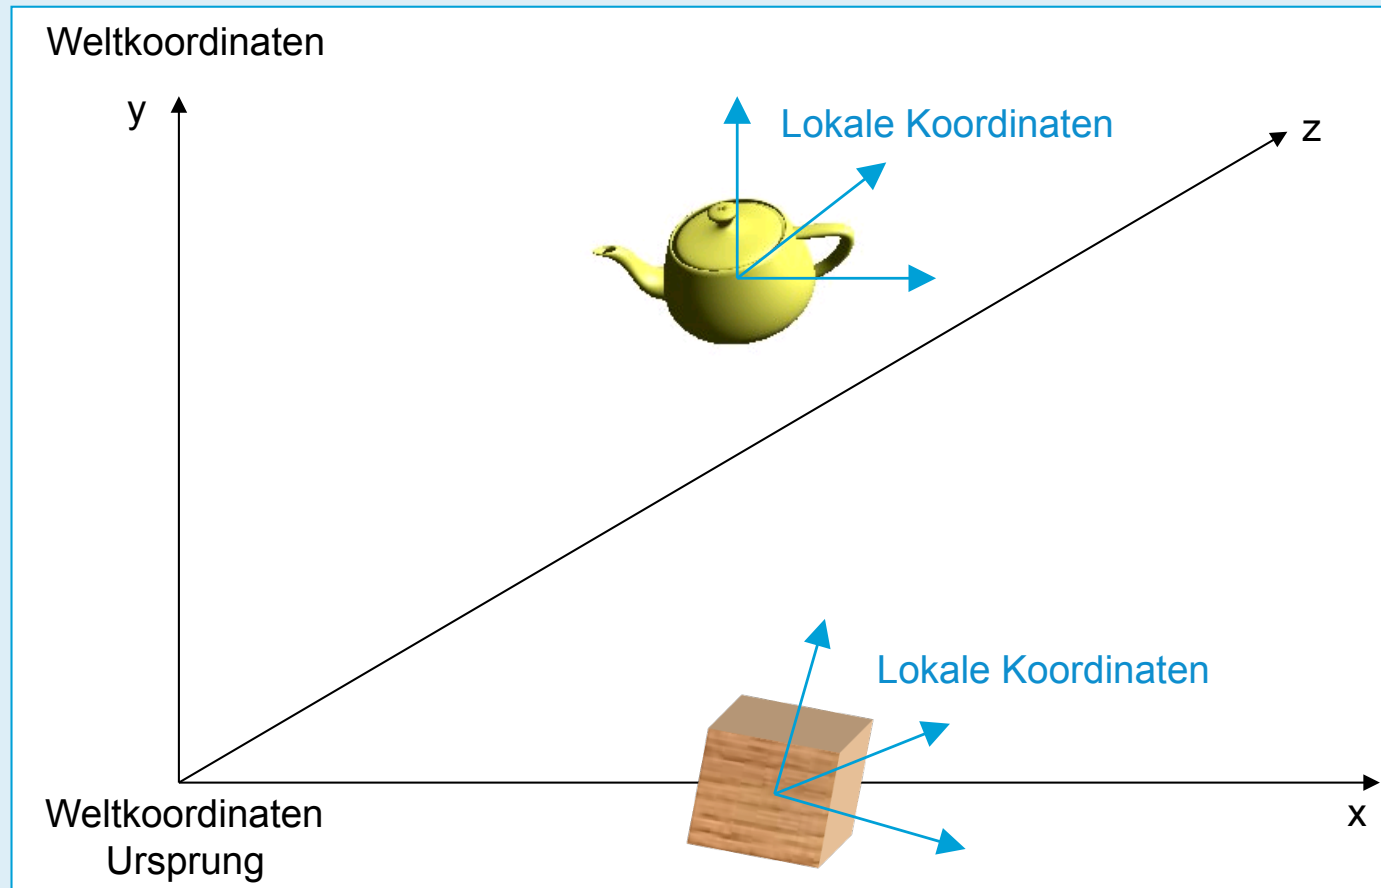 Weltkoordinaten
y
Lokale Koordinaten
z
Lokale Koordinaten
x
Weltkoordinaten
Ursprung